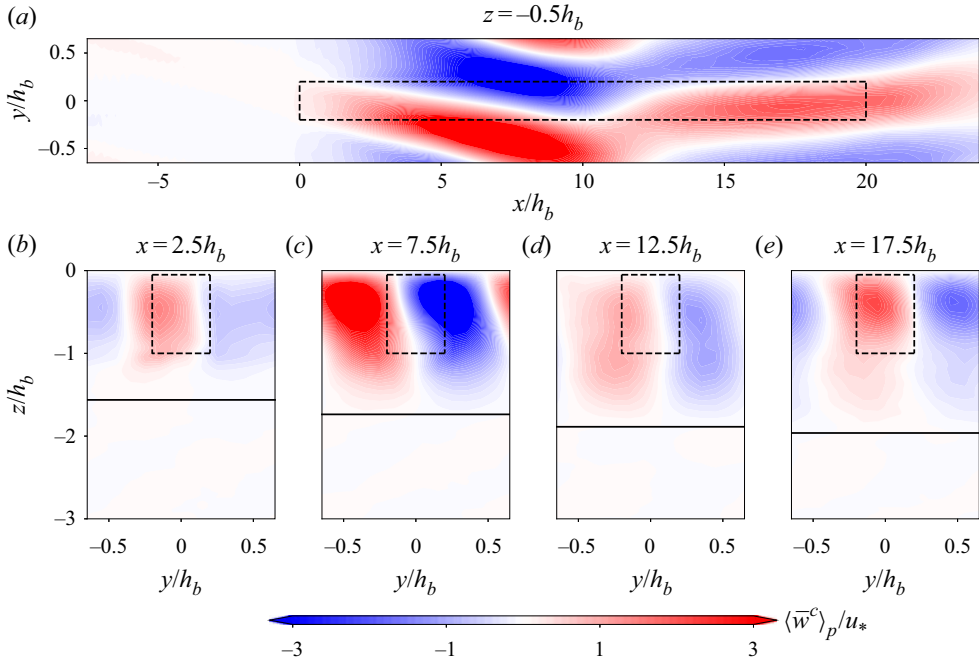 (a) z = −0.5h_b
y/h_b
0.5
0
−0.5
−5 0 5 10 15 20
x/h_b
(b) x = 2.5h_b (c) x = 7.5h_b (d) x = 12.5h_b (e) x = 17.5h_b
z/h_b
0
−1
−2
−3
−0.5 0 0.5 −0.5 0 0.5 −0.5 0 0.5 −0.5 0 0.5
y/h_b y/h_b y/h_b y/h_b
⟨w̅^c⟩_p/u_*
−3 −1 1 3